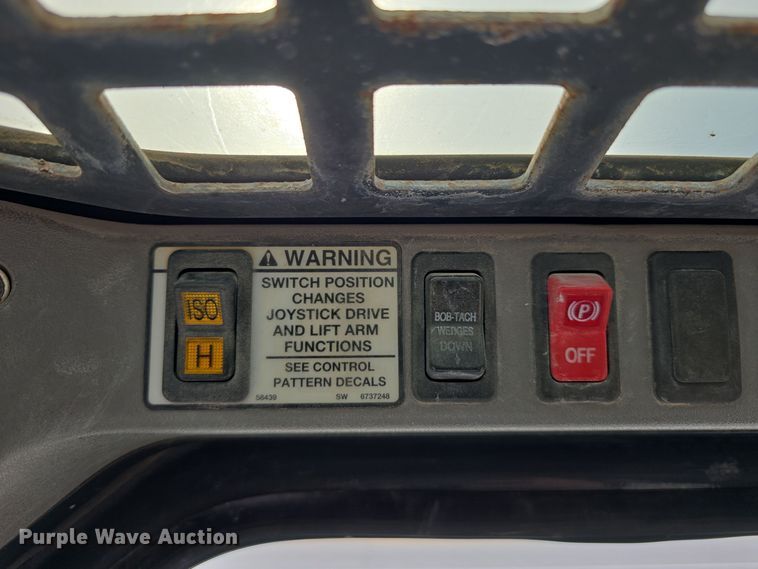 ISO
H
WARNING
SWITCH POSITION
CHANGES
JOYSTICK DRIVE
AND LIFT ARM
FUNCTIONS
SEE CONTROL
PATTERN DECALS
58439 SW 6737248
BOB-TACH
WEDGES
DOWN
P
OFF
Purple Wave Auction®